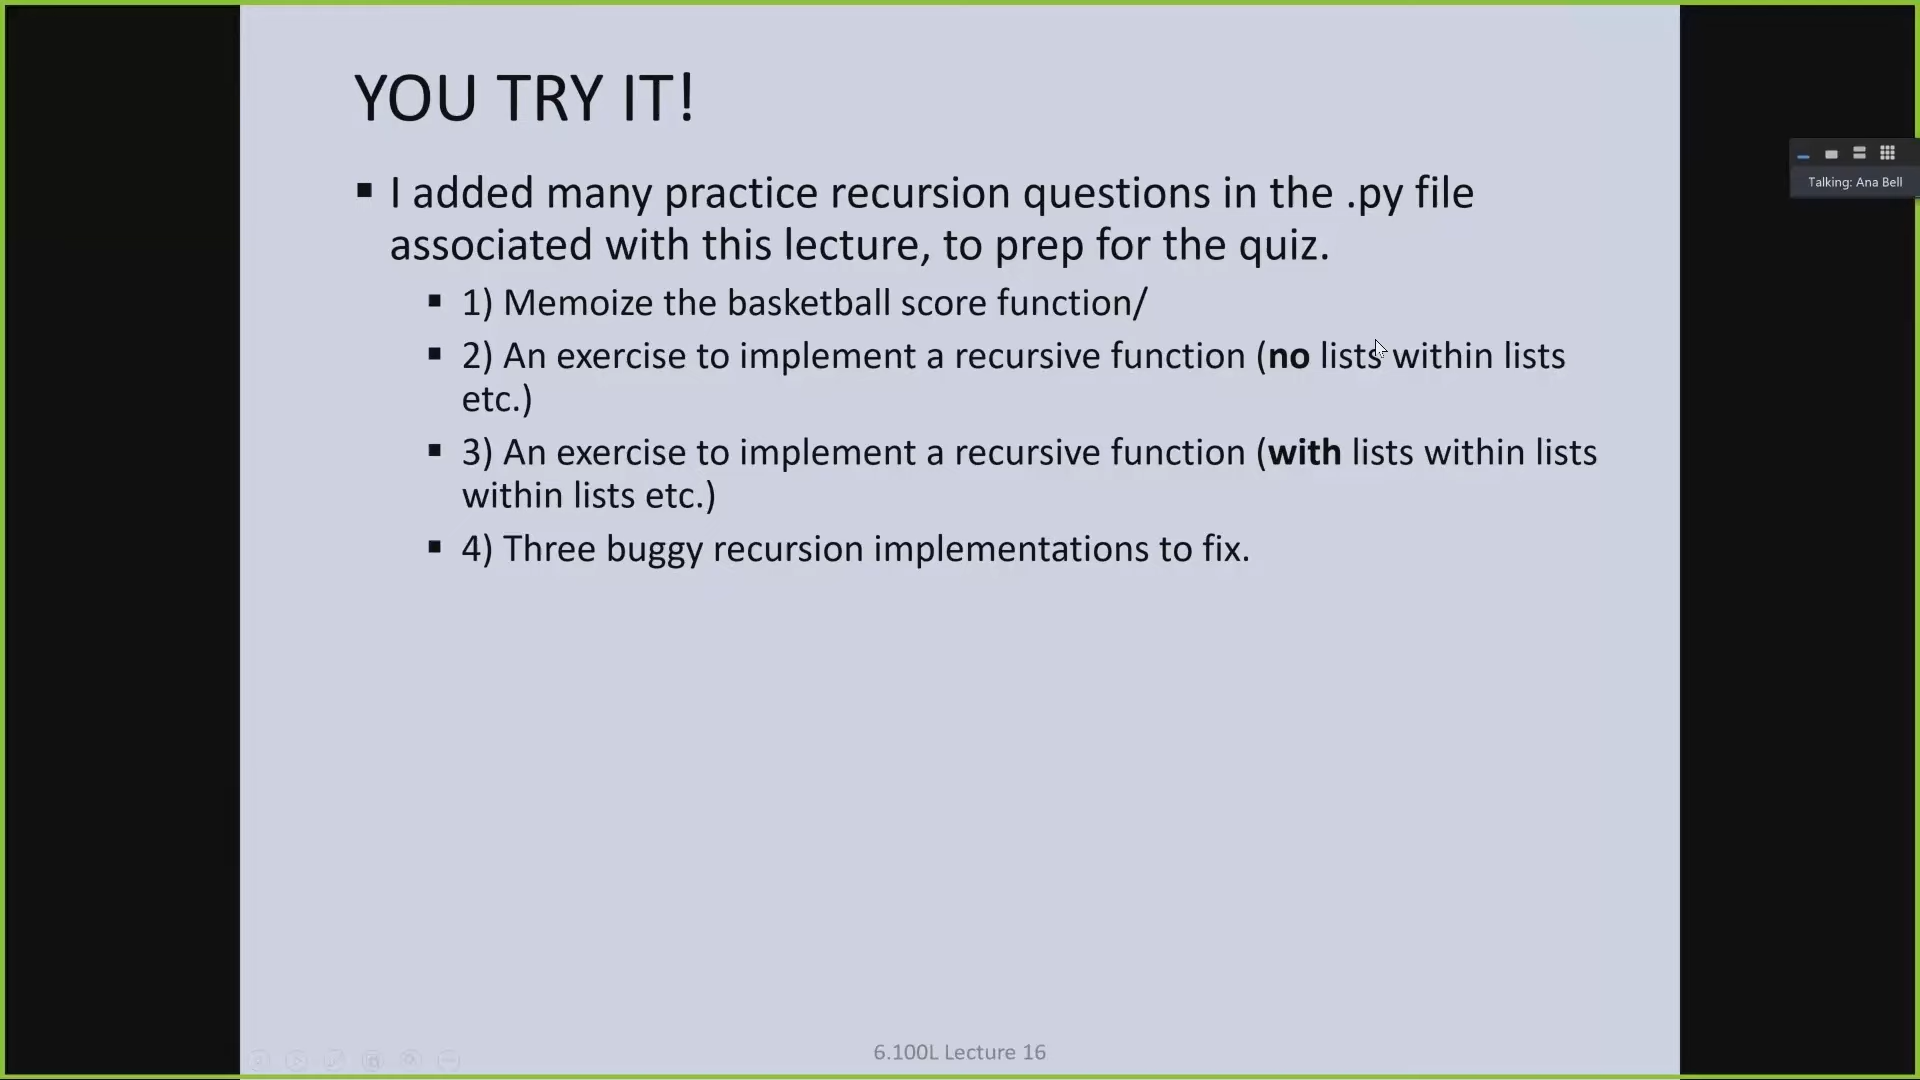 YOU TRY IT!
▪ I added many practice recursion questions in the .py file
associated with this lecture, to prep for the quiz.
▪ 1) Memoize the basketball score function/
▪ 2) An exercise to implement a recursive function (no lists within lists
etc.)
▪ 3) An exercise to implement a recursive function (with lists within lists
within lists etc.)
▪ 4) Three buggy recursion implementations to fix.
Talking: Ana Bell
6.100L Lecture 16